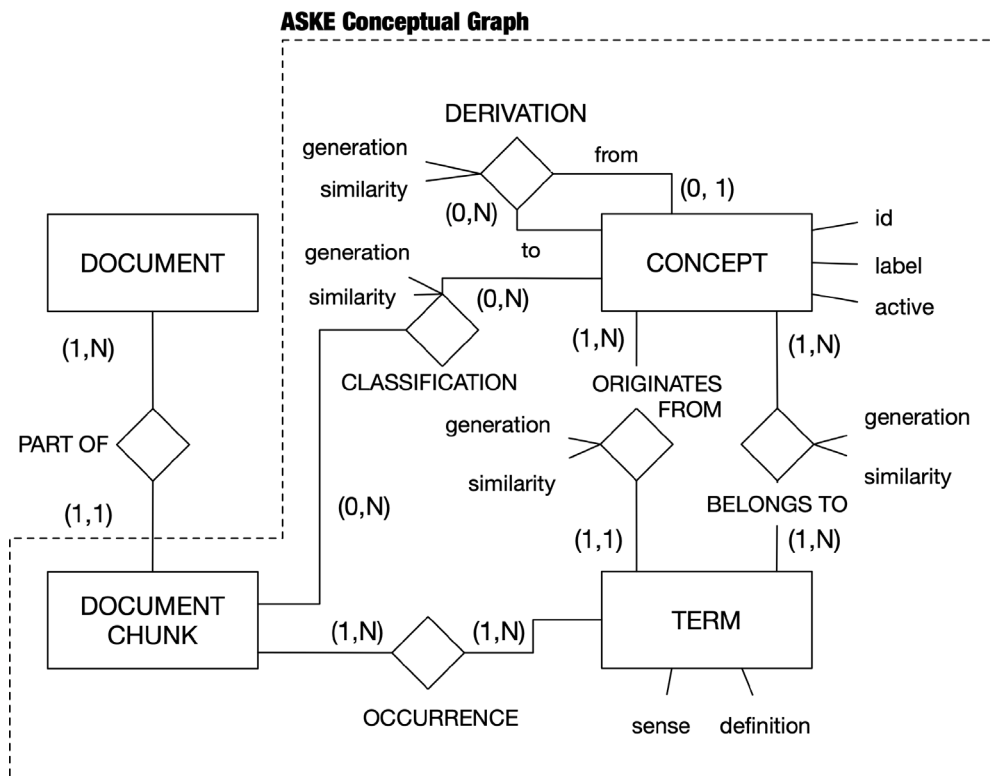 ASKE Conceptual Graph
DERIVATION
generation
similarity
from
(0, 1)
(0,N)
to
DOCUMENT
CONCEPT
id
label
active
generation
similarity
(0,N)
CLASSIFICATION
(1,N)
(1,N)
(1,N)
ORIGINATES
FROM
generation
similarity
generation
similarity
PART OF
BELONGS TO
(1,1)
(0,N)
(1,1)
(1,N)
DOCUMENT
CHUNK
(1,N)
(1,N)
TERM
OCCURRENCE
sense
definition